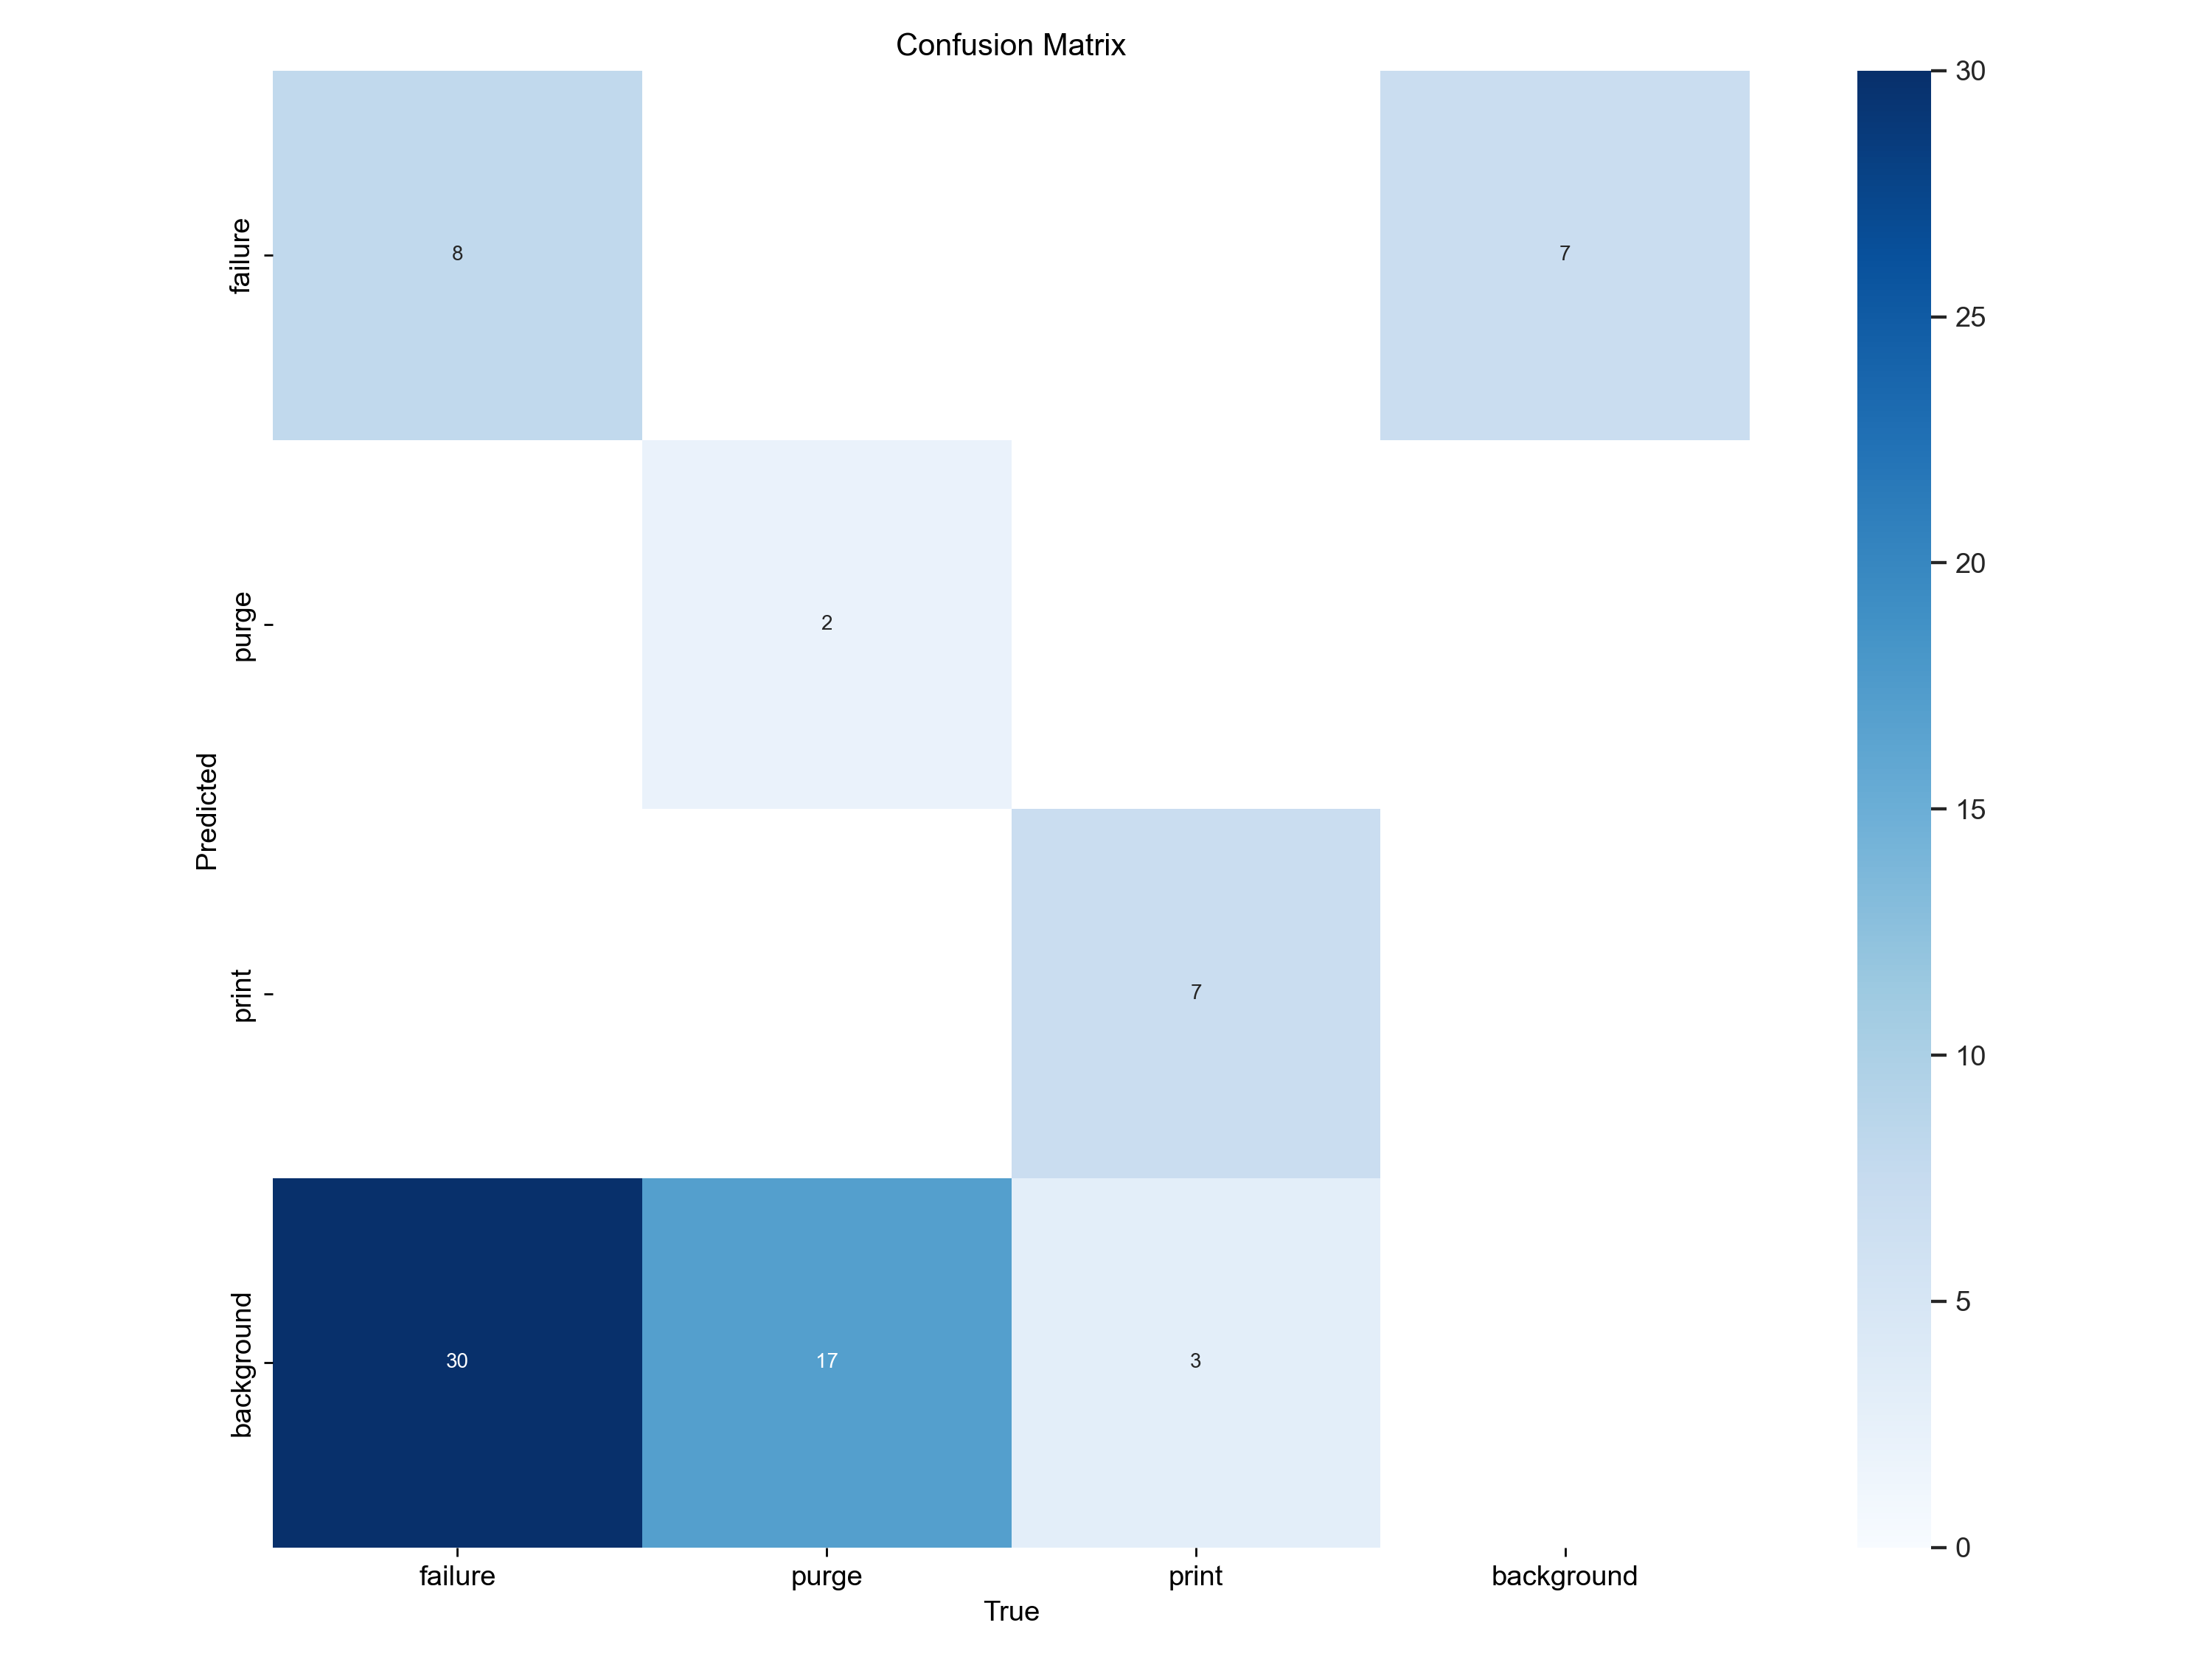 Confusion Matrix
failure
8
7
purge
2
print
7
background
30
17
3
Predicted
failure
purge
print
background
True
30
25
20
15
10
5
0